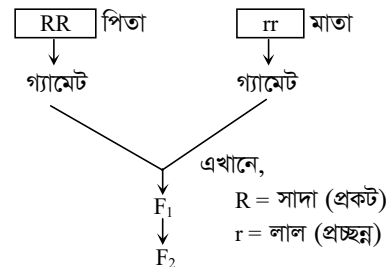 RR পিতা rr মাতা
গ্যামেট গ্যামেট
এখানে,
F₁ R = সাদা (প্রকট)
r = লাল (প্রচ্ছন্ন)
F₂